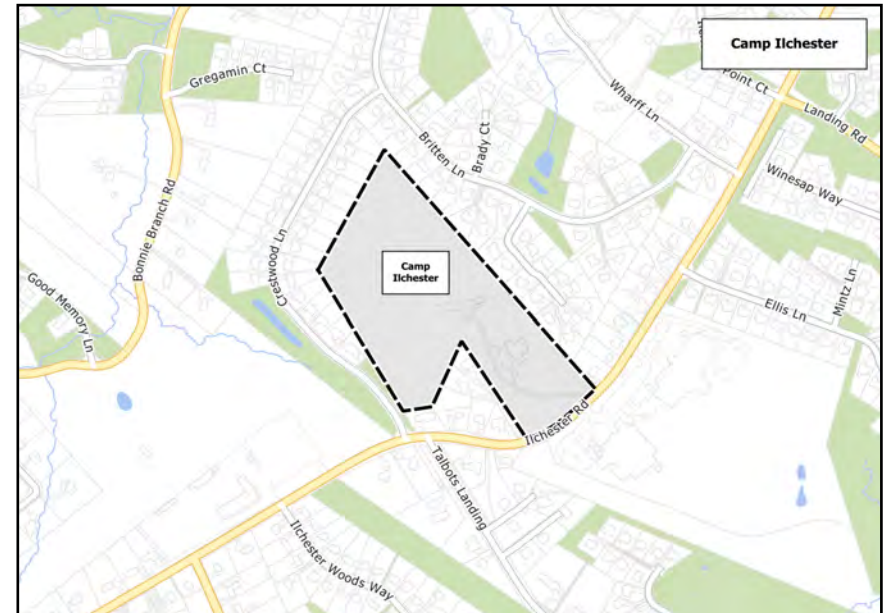 Camp Ilchester
Gregamin Ct
Point Ct
Wharff Ln
Landing Rd
Britten Ln
Brady Ct
Winesap Way
Bonnie Branch Rd
Crestwood Ln
Camp
Ilchester
Good Memory Ln
Ellis Ln
Mintz Ln
Ilchester Rd
Talbots Landing
Ilchester Woods Way